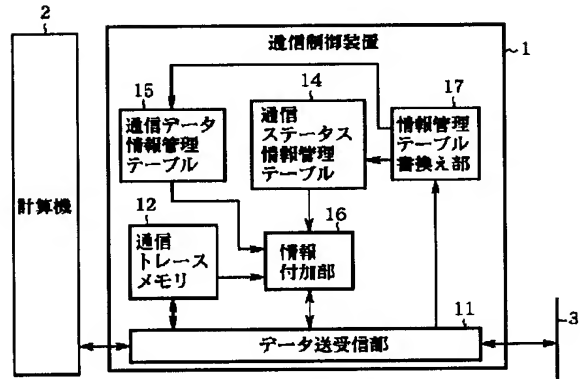 2
計算機
通信制御装置
1
15
通信データ
情報管理
テーブル
14
通信
ステータス
情報管理
テーブル
17
情報管理
テーブル
書換え部
12
通信
トレース
メモリ
16
情報
付加部
11
データ送受信部
3